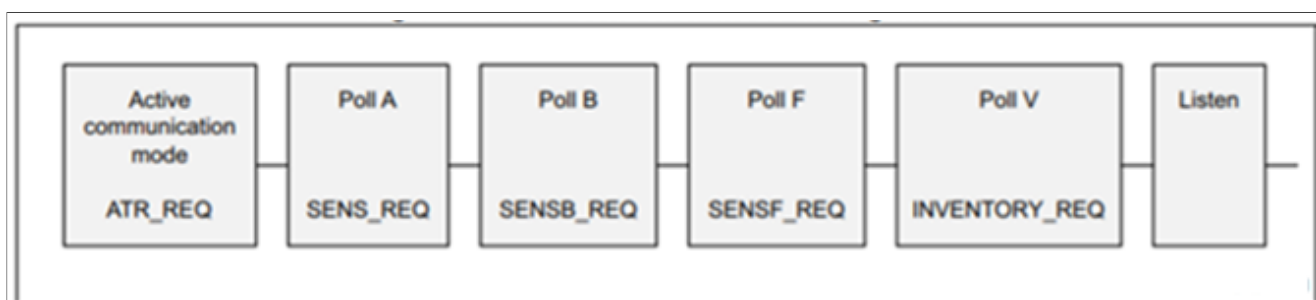 Active
communication
mode
ATR_REQ
Poll A
SENS_REQ
Poll B
SENSB_REQ
Poll F
SENSF_REQ
Poll V
INVENTORY_REQ
Listen